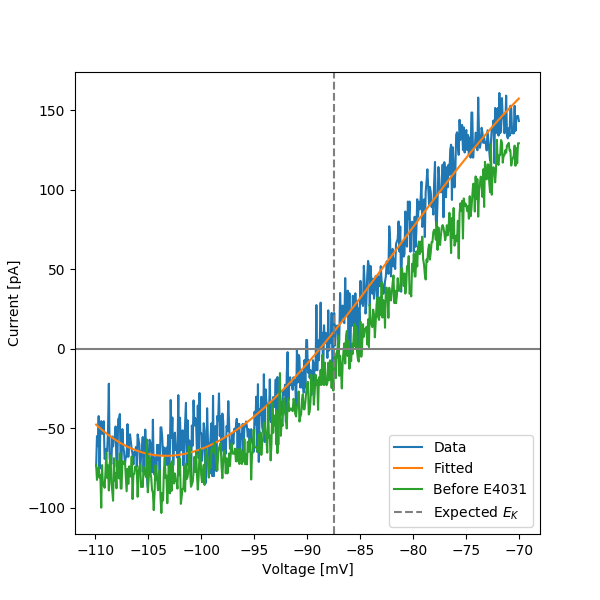 150
100
50
0
−50
−100
Current [pA]
−110
−105
−100
−95
−90
−85
−80
−75
−70
Voltage [mV]
Data
Fitted
Before E4031
Expected E_K